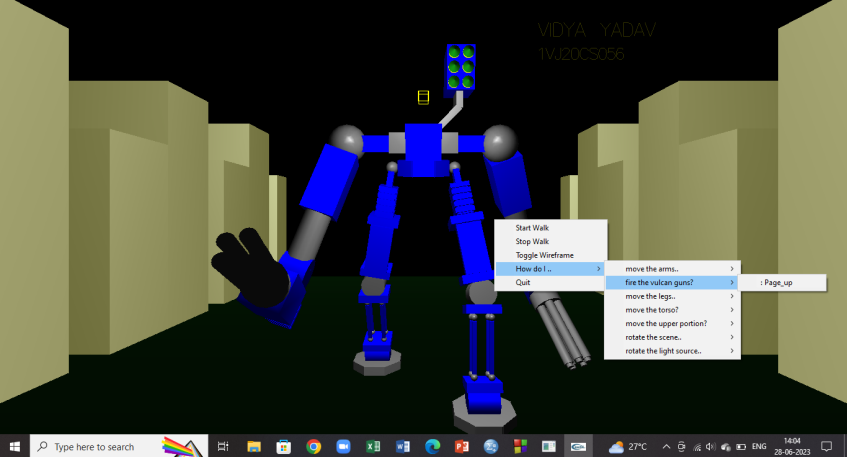 VIDYA YADAV
1VJ20CS056
Start Walk
Stop Walk
Toggle Wireframe
How do I ..
Quit
move the arms..
fire the vulcan guns?
move the legs..
move the torso?
move the upper portion?
rotate the scene..
rotate the light source..
: Page_up
Type here to search
27°C
ENG
14:04
28-06-2023